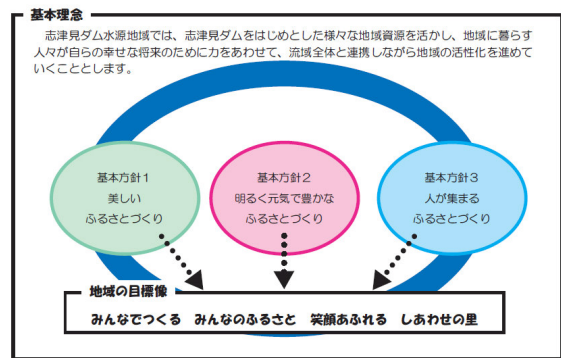 基本理念
志津見ダム水源地域では、志津見ダムをはじめとした様々な地域資源を活かし、地域に暮らす
人々が自らの幸せな将来のために力をあわせて、流域全体と連携しながら地域の活性化を進めて
いくこととします。
基本方針1
美しい
ふるさとづくり
基本方針2
明るく元気で豊かな
ふるさとづくり
基本方針3
人が集まる
ふるさとづくり
地域の目標像
みんなでつくる　みんなのふるさと　笑顔あふれる　しあわせの里